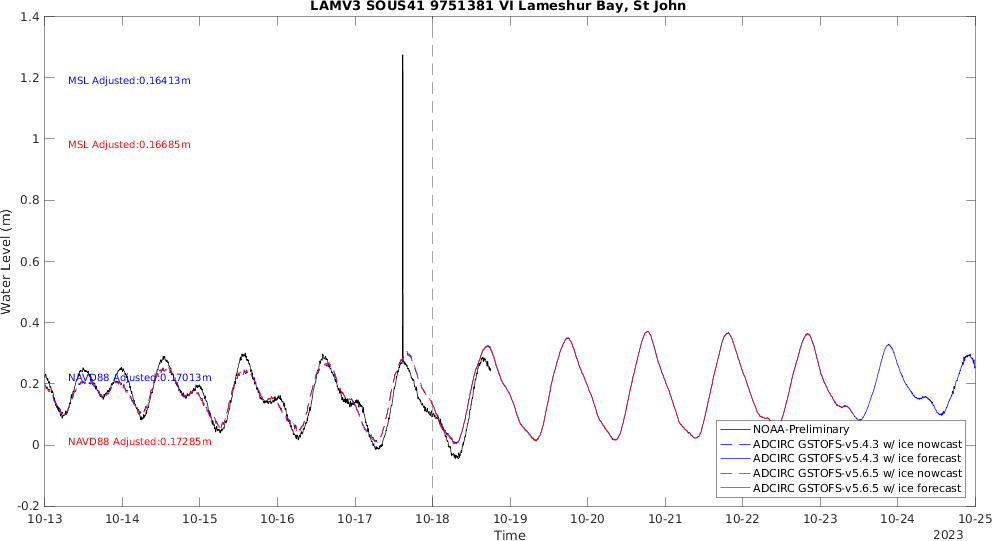 LAMV3 SOUS41 9751381 VI Lameshur Bay, St John
1.4
1.2
1
0.8
0.6
0.4
0.2
0
-0.2
Water Level (m)
MSL Adjusted:0.16413m
MSL Adjusted:0.16685m
NAVD88 Adjusted:0.17013m
NAVD88 Adjusted:0.17285m
NOAA-Preliminary
ADCIRC GSTOFS-v5.4.3 w/ ice nowcast
ADCIRC GSTOFS-v5.4.3 w/ ice forecast
ADCIRC GSTOFS-v5.6.5 w/ ice nowcast
ADCIRC GSTOFS-v5.6.5 w/ ice forecast
10-13 10-14 10-15 10-16 10-17 10-18 10-19 10-20 10-21 10-22 10-23 10-24 10-25
Time
2023